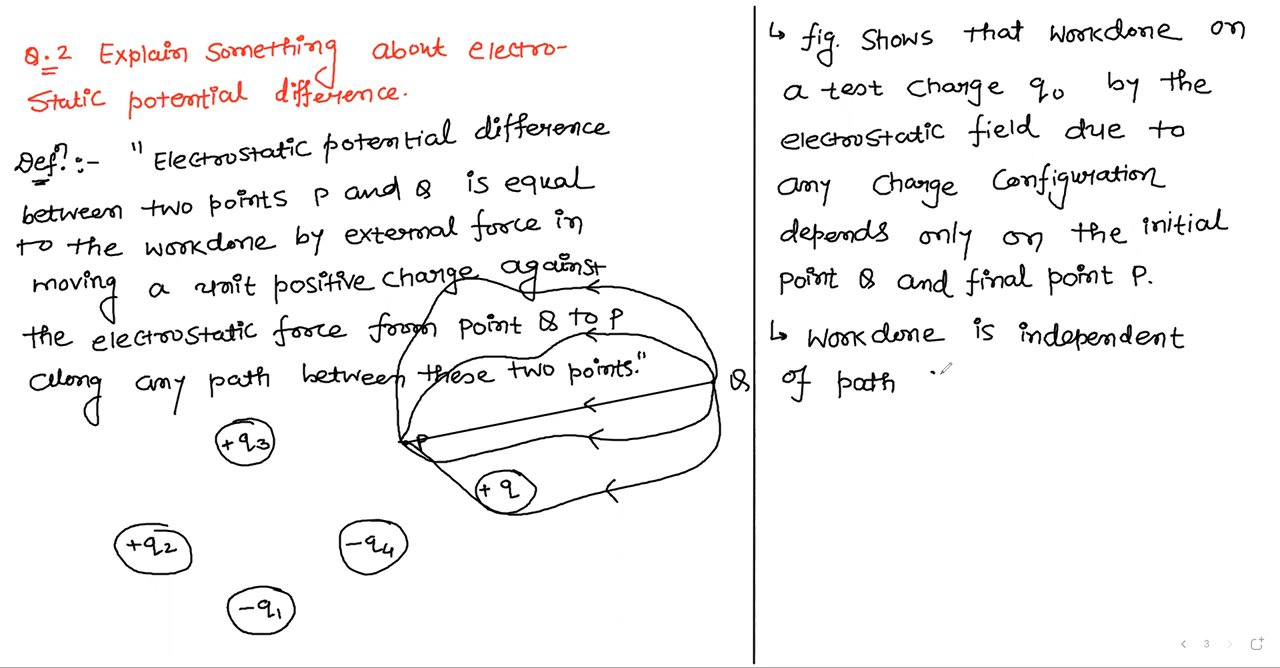 Q.2 Explain something about electro-
Static potential difference.
Defⁿ:- "Electrostatic potential difference
between two points P and Q is equal
to the workdone by external force in
moving a unit positive charge against
the electrostatic force from point Q to P
along any path between these two points."
+q3
P
Q
+q
+q2
-q4
-q1
↳ fig. Shows that workdone on
a test charge q0 by the
electrostatic field due to
any charge configuration
depends only on the initial
point Q and final point P.
↳ workdone is independent
of path
< 3 >